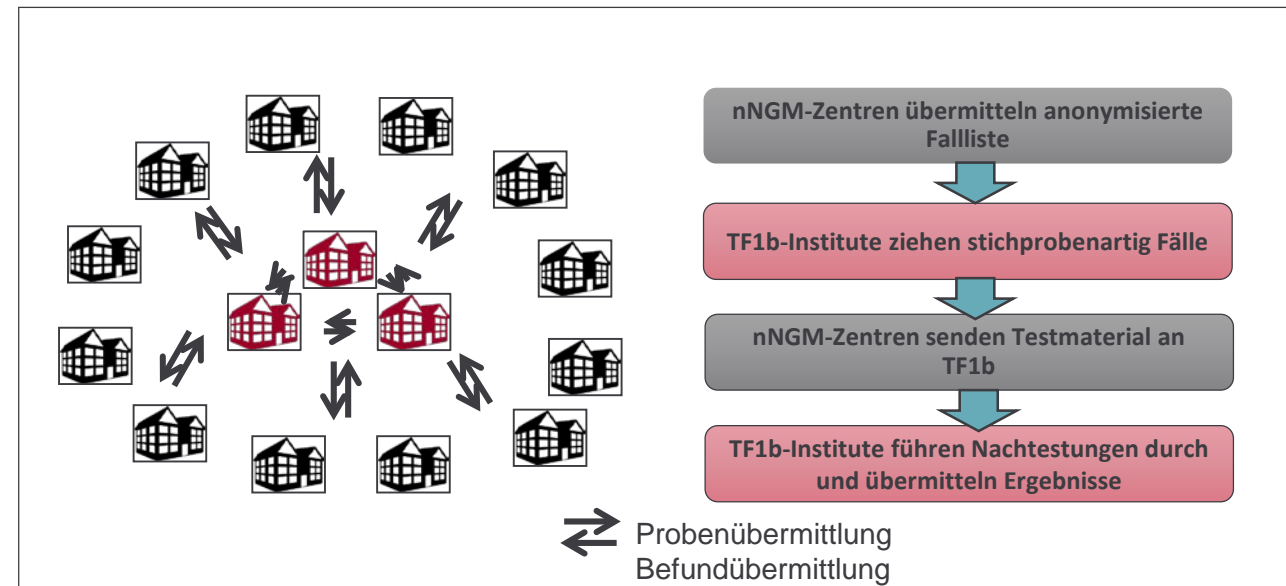 nNGM-Zentren übermitteln anonymisierte
Fallliste
TF1b-Institute ziehen stichprobenartig Fälle
nNGM-Zentren senden Testmaterial an
TF1b
TF1b-Institute führen Nachtestungen durch
und übermitteln Ergebnisse
Probenübermittlung
Befundübermittlung